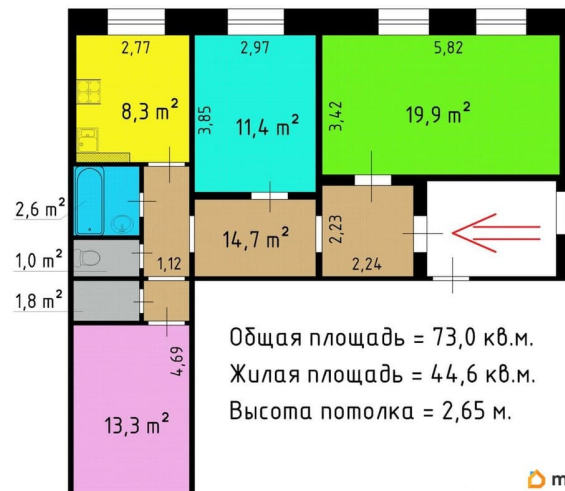 2,77
2,97
5,82
8,3 m²
3,85
11,4 m²
3,42
19,9 m²
2,6 m²
1,0 m²
1,12
14,7 m²
2,23
2,24
1,8 m²
4,69
13,3 m²
Общая площадь = 73,0 кв.м.
Жилая площадь = 44,6 кв.м.
Высота потолка = 2,65 м.
m